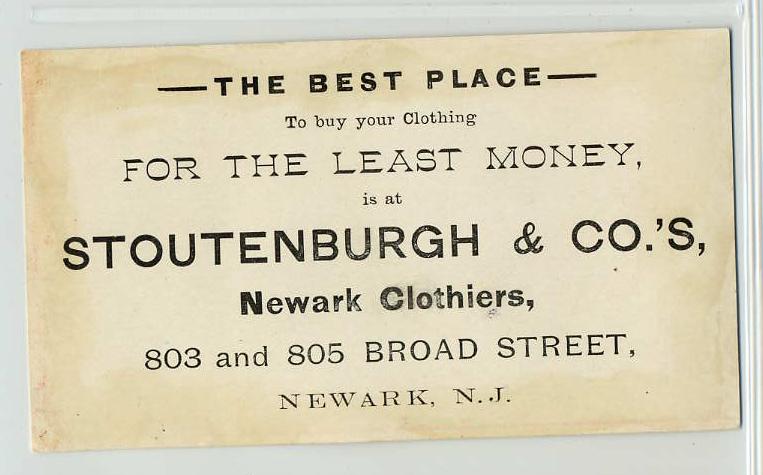 —THE BEST PLACE—
To buy your Clothing
FOR THE LEAST MONEY,
is at
STOUTENBURGH & CO.'S,
Newark Clothiers,
803 and 805 BROAD STREET,
NEWARK, N.J.